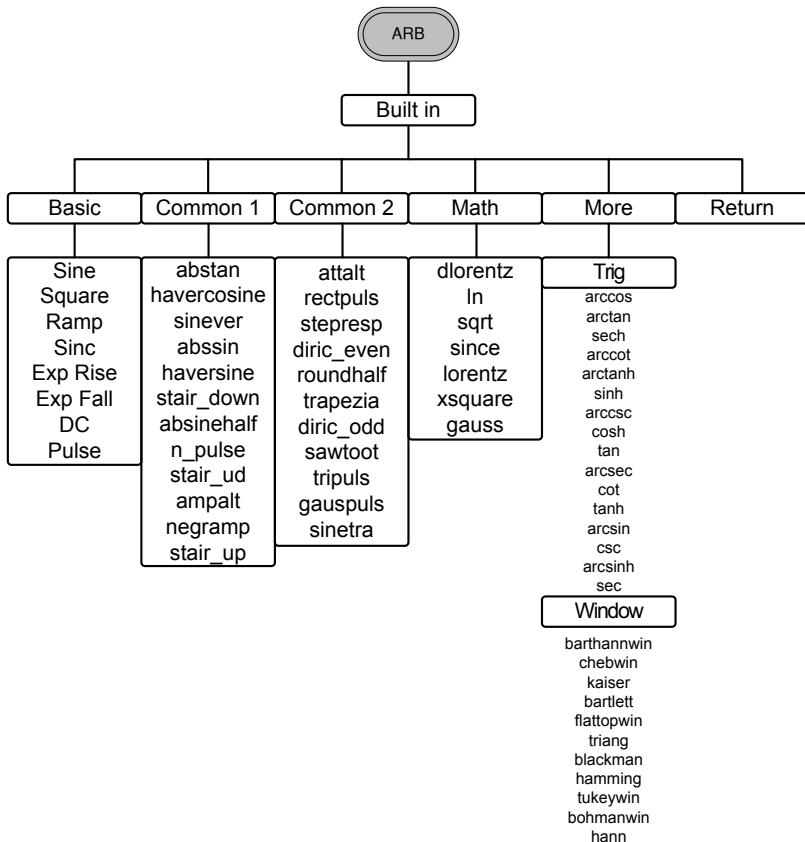 ARB
Built in
Basic
Common 1
Common 2
Math
More
Return
Sine
Square
Ramp
Sinc
Exp Rise
Exp Fall
DC
Pulse
abstan
havercosine
sinever
abssin
haversine
stair_down
absinehalf
n_pulse
stair_ud
ampalt
negramp
stair_up
attalt
rectpuls
stepresp
diric_even
roundhalf
trapezia
diric_odd
sawtoot
tripuls
gauspuls
sinetra
dlorentz
ln
sqrt
since
lorentz
xsquare
gauss
Trig
arccos
arctan
sech
arccot
arctanh
sinh
arccsc
cosh
tan
arcsec
cot
tanh
arcsin
csc
arcsinh
sec
Window
barthannwin
chebwin
kaiser
bartlett
flattopwin
triang
blackman
hamming
tukeywin
bohmanwin
hann